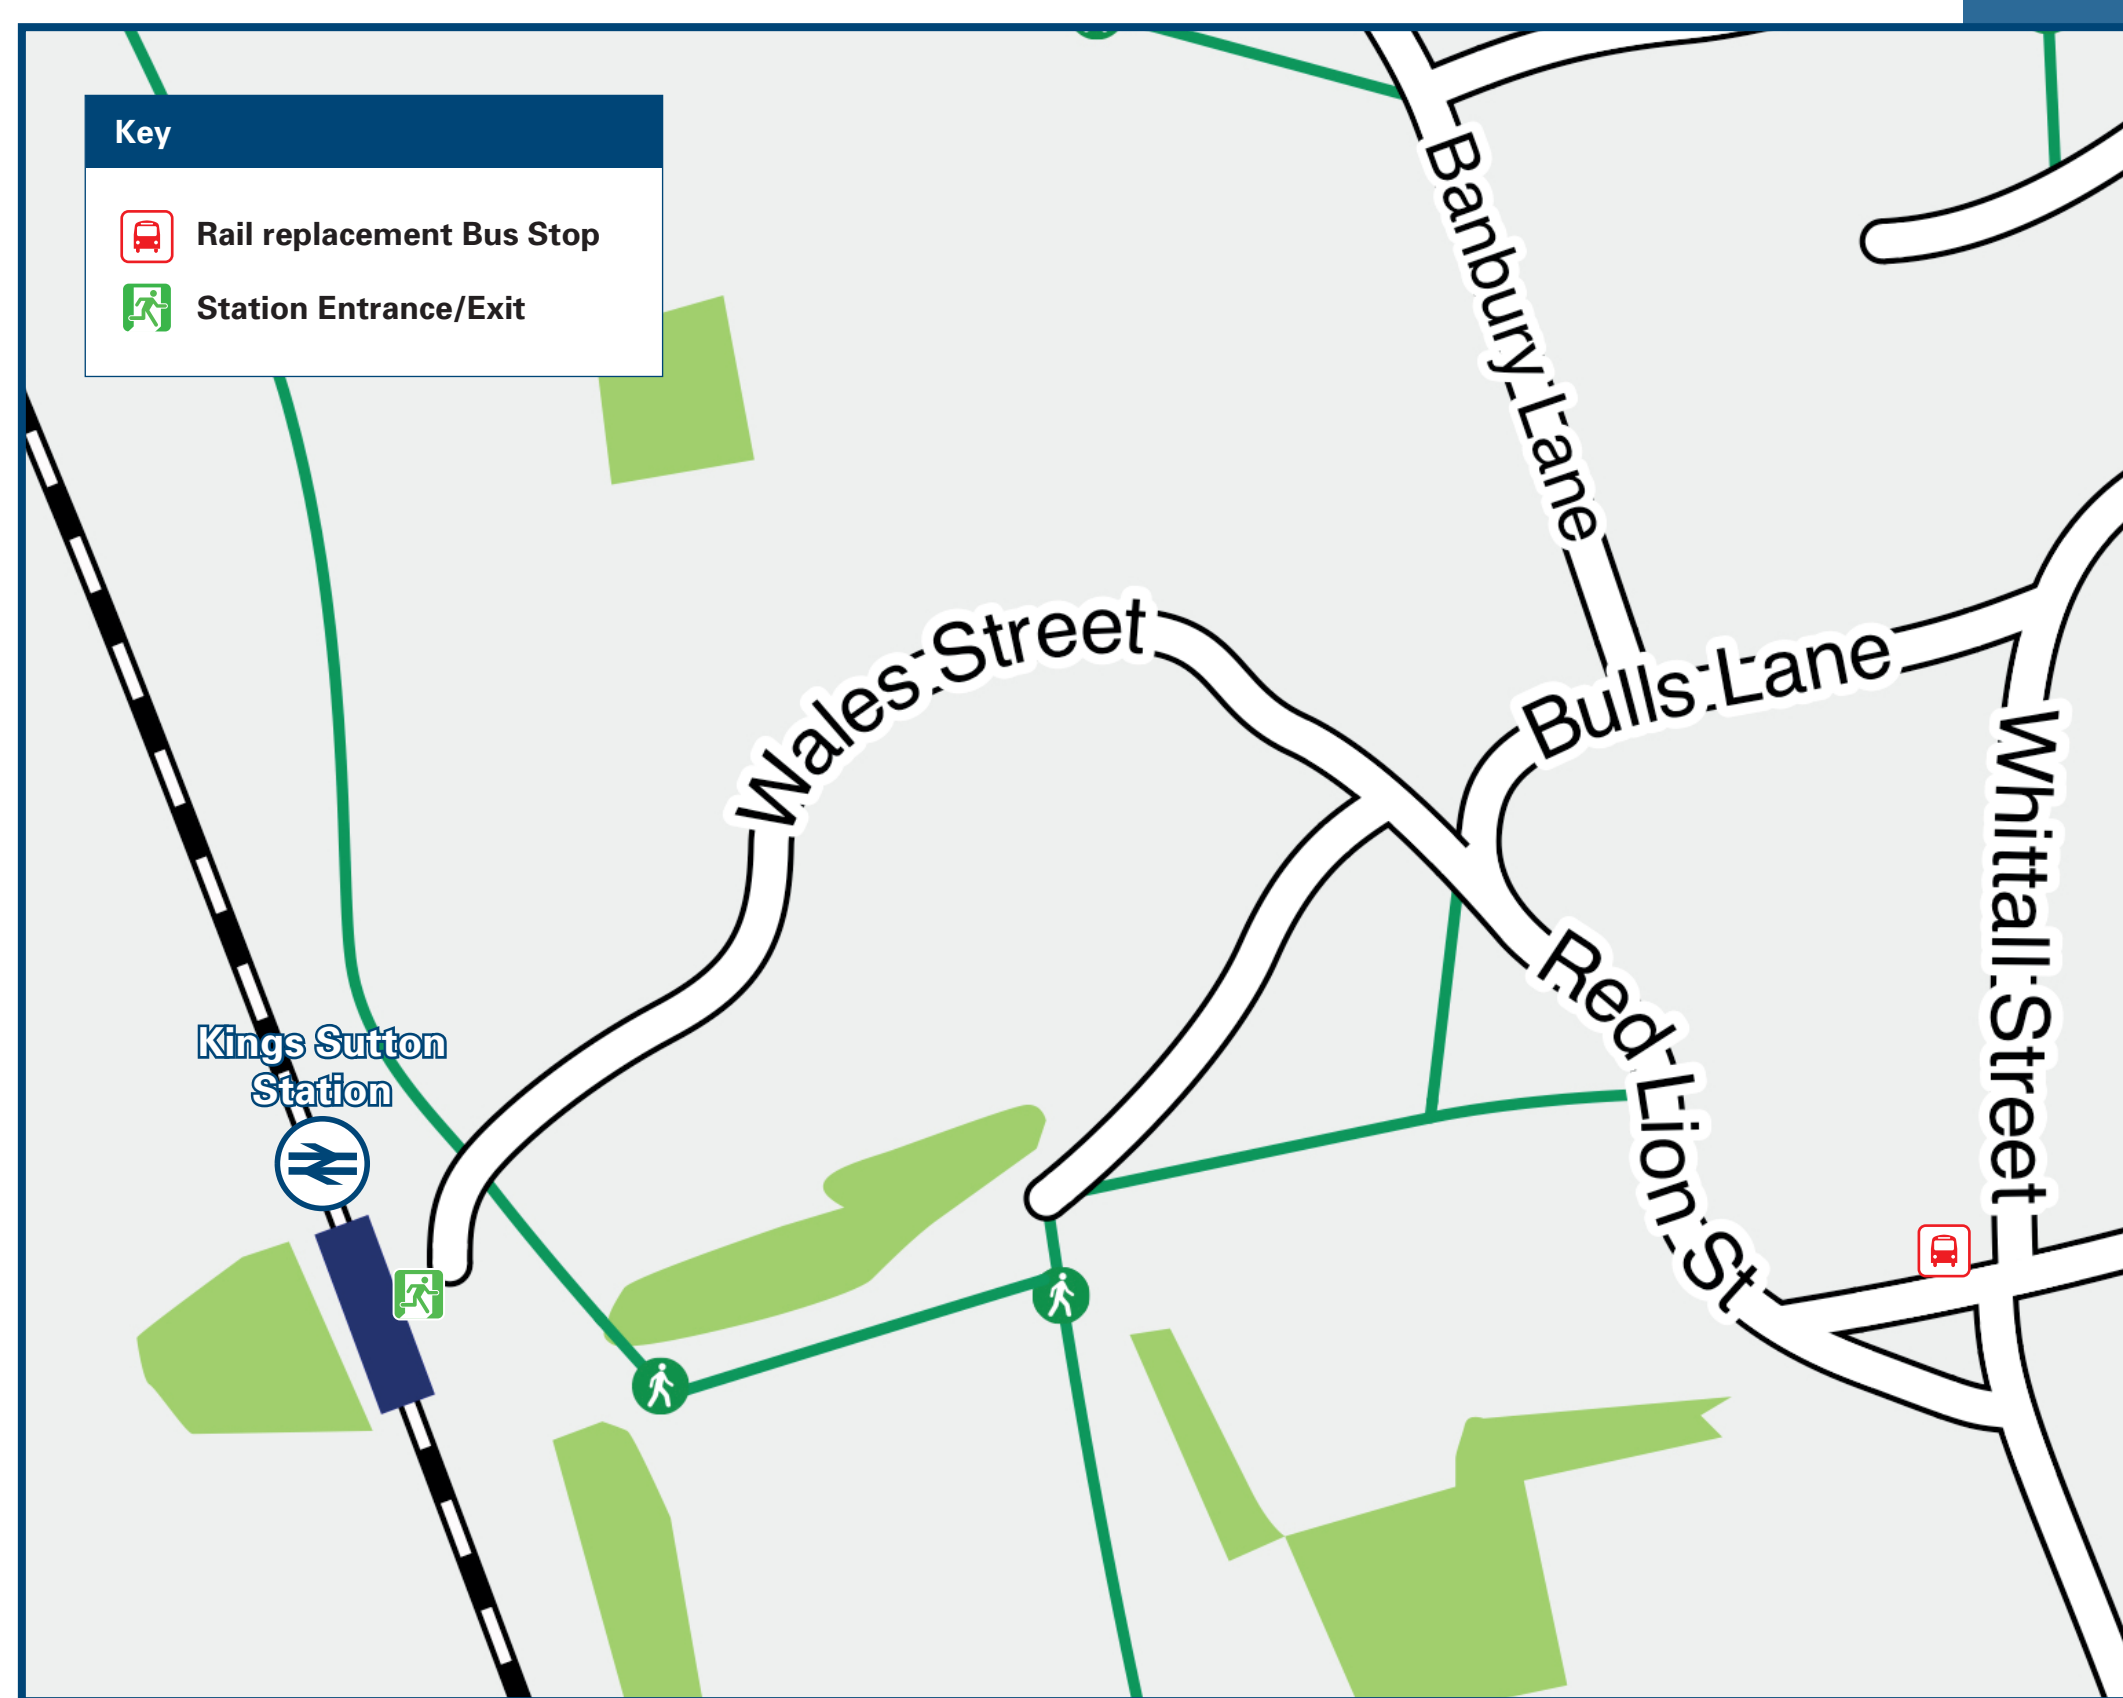 Key
Rail replacement Bus Stop
Station Entrance/Exit
Banbury Lane
Wales Street
Bulls Lane
Whittall Street
Red Lion St
Kings Sutton
Station